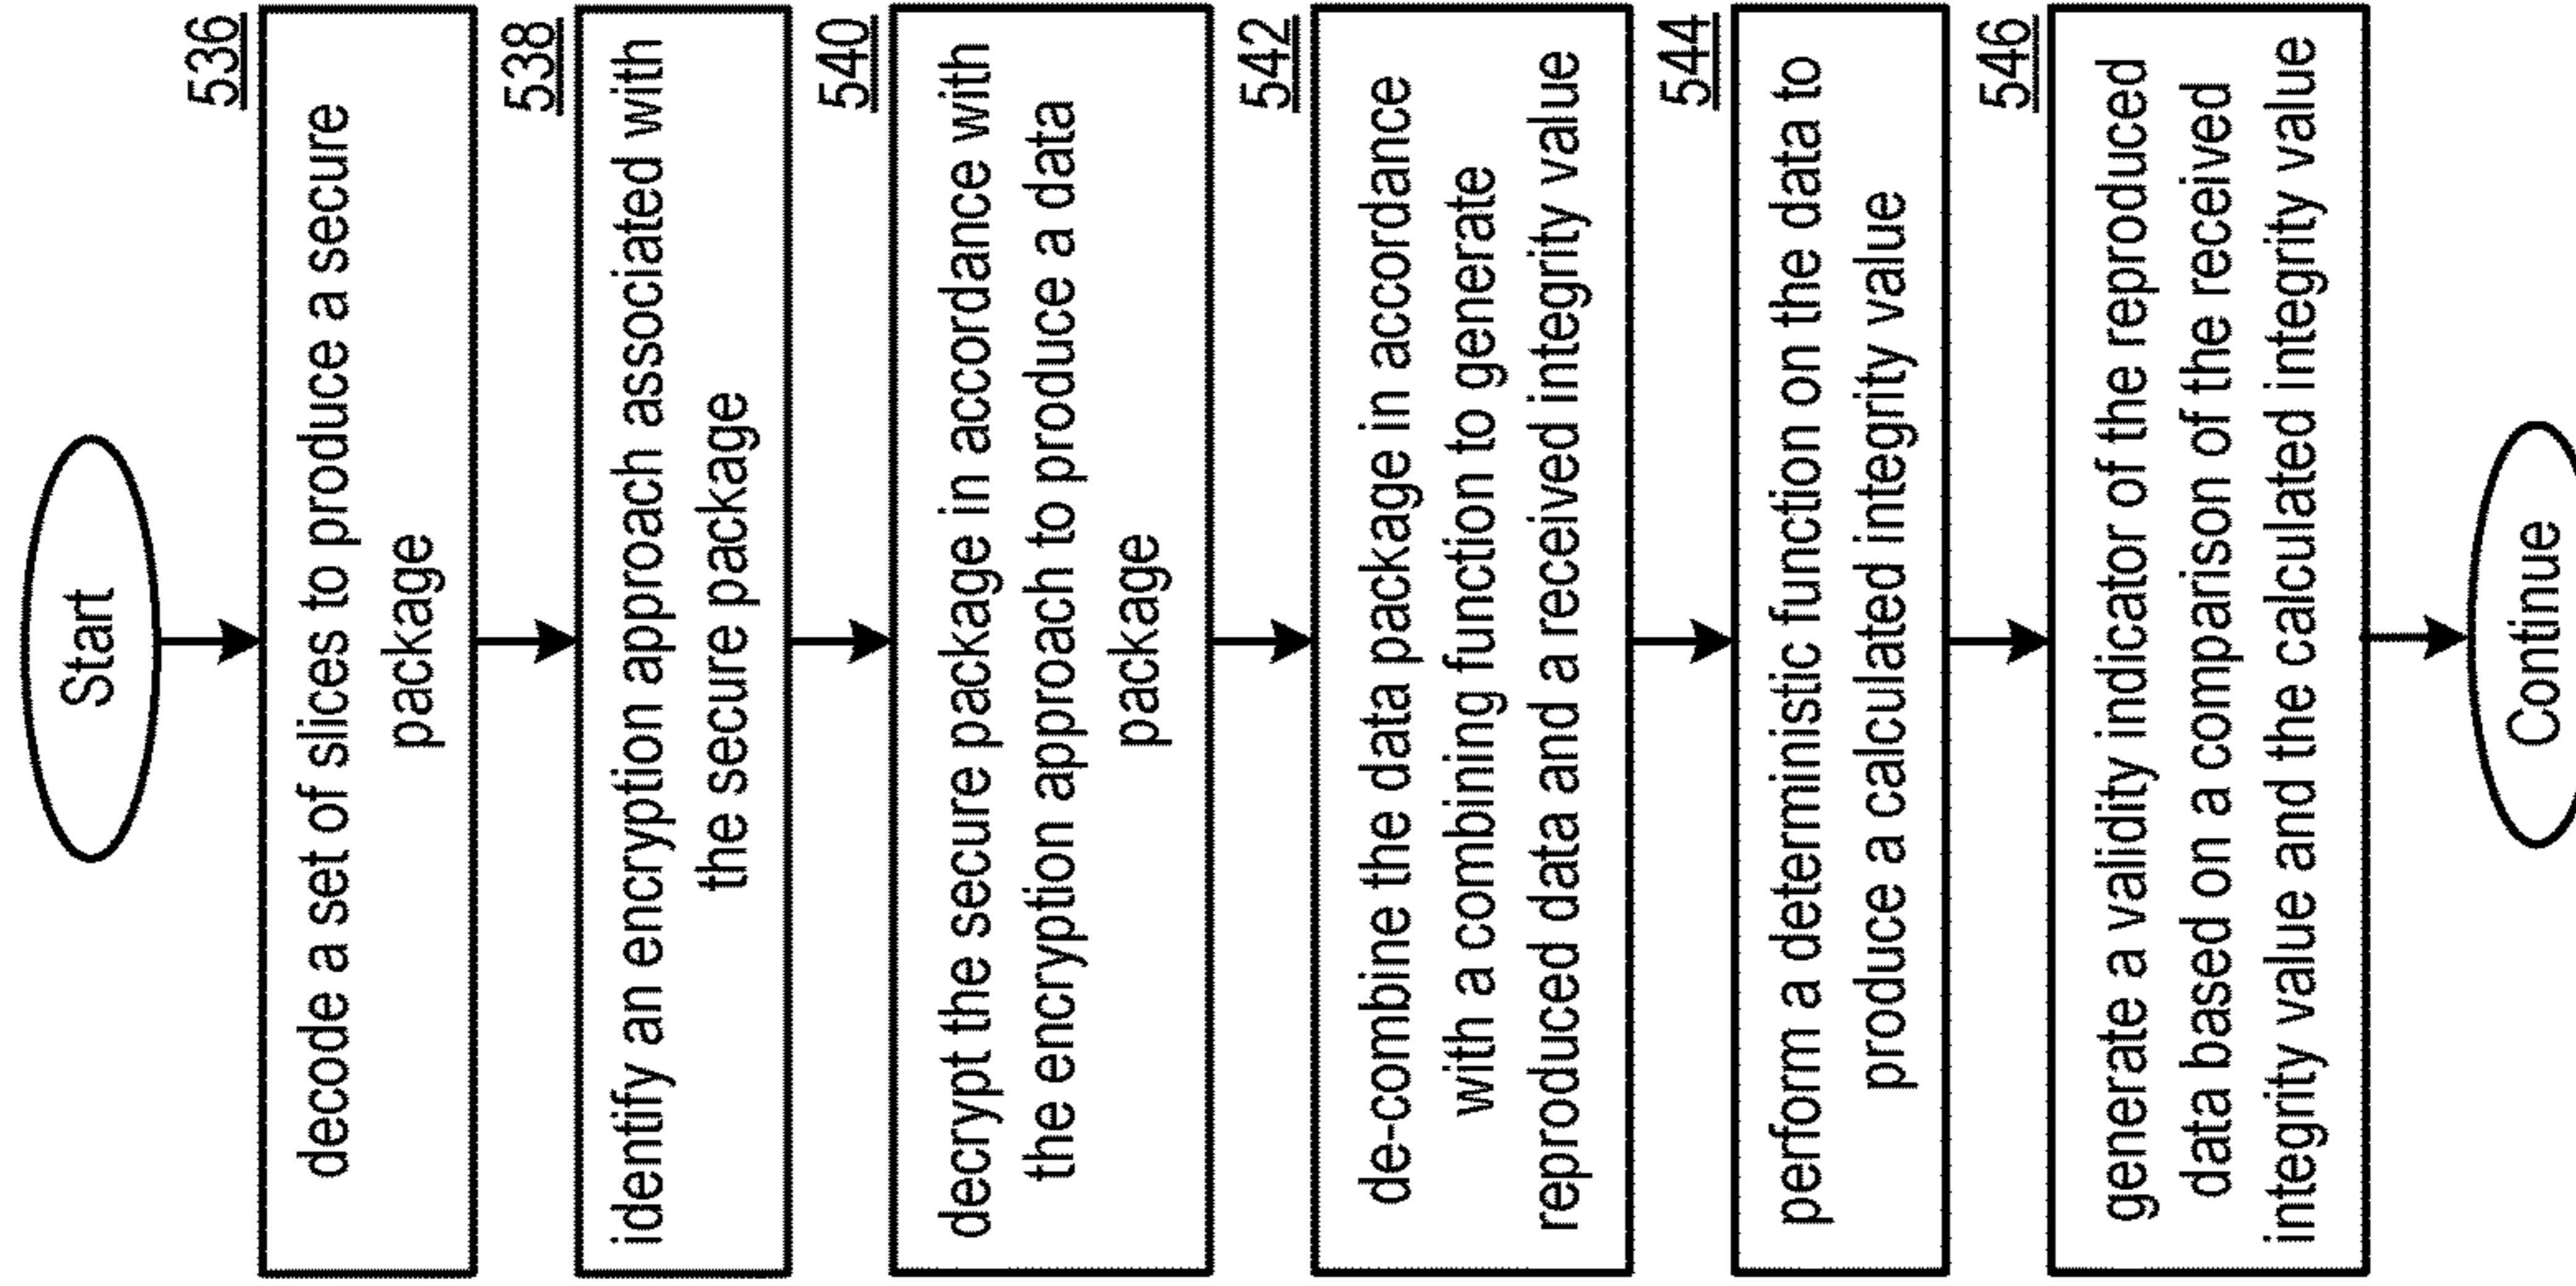 Start
536
decode a set of slices to produce a secure
package
538
identify an encryption approach associated with
the secure package
540
decrypt the secure package in accordance with
the encryption approach to produce a data
package
542
de-combine the data package in accordance
with a combining function to generate
reproduced data and a received integrity value
544
perform a deterministic function on the data to
produce a calculated integrity value
546
generate a validity indicator of the reproduced
data based on a comparison of the received
integrity value and the calculated integrity value
Continue